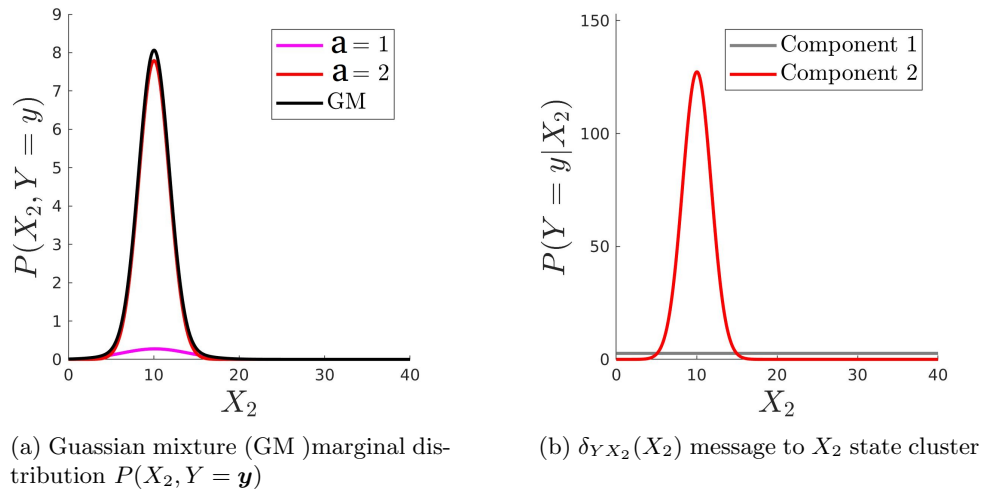 9
8
7
6
5
4
3
2
1
0
0
10
20
30
40
P(X₂, Y = y)
X₂
a = 1
a = 2
GM
150
100
50
0
0
10
20
30
40
P(Y = y|X₂)
X₂
Component 1
Component 2
(a) Guassian mixture (GM )marginal dis-
tribution P(X₂, Y = y)
(b) δ_{YX₂}(X₂) message to X₂ state cluster